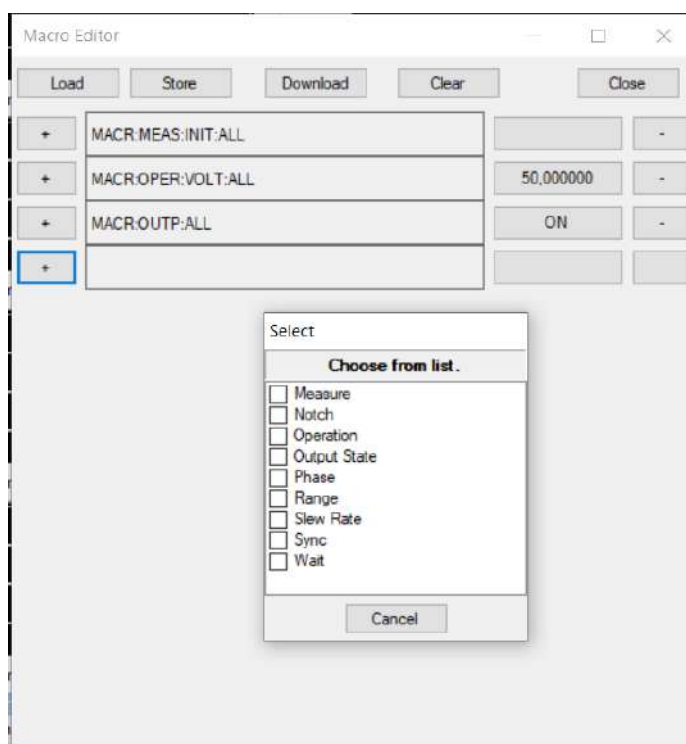 Macro Editor
Load Store Download Clear Close
+ MACR:MEAS:INIT:ALL -
+ MACR:OPER:VOLT:ALL 50,000000 -
+ MACR:OUTP:ALL ON -
+
Select
Choose from list.
Measure
Notch
Operation
Output State
Phase
Range
Slew Rate
Sync
Wait
Cancel